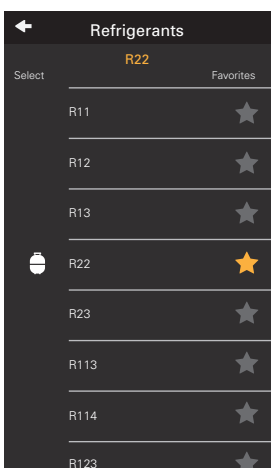 Refrigerants
R22
Select Favorites
R11
R12
R13
R22
R23
R113
R114
R123